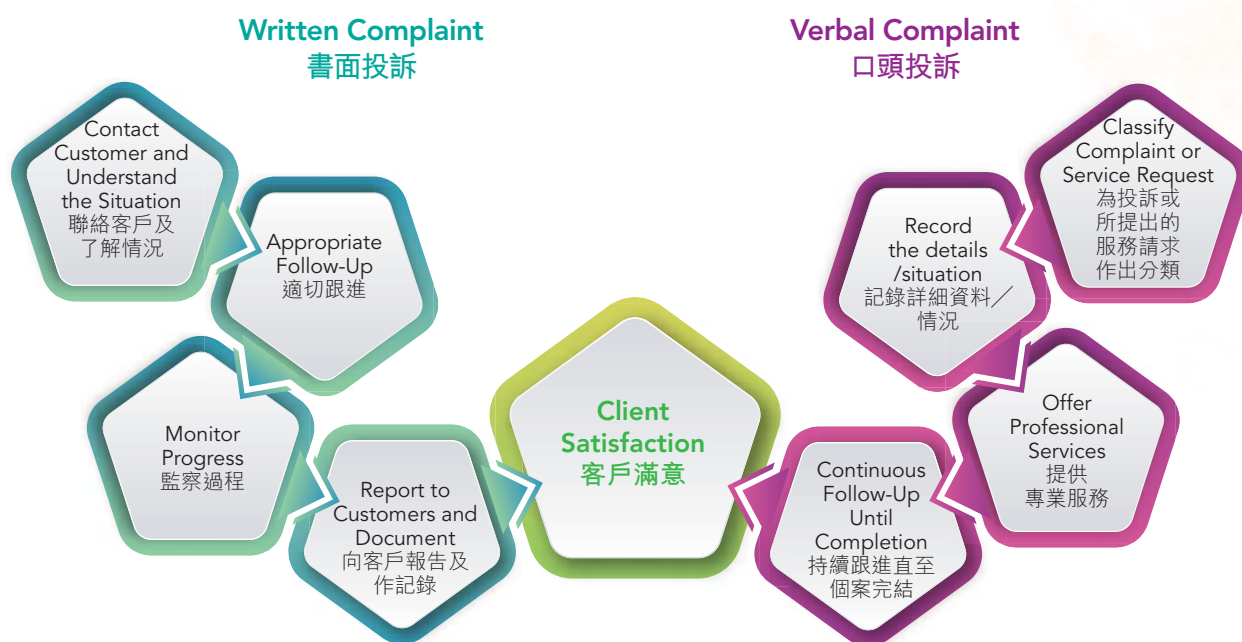 Written Complaint
書面投訴
Contact
Customer and
Understand
the Situation
聯絡客戶及
了解情況
Appropriate
Follow-Up
適切跟進
Monitor
Progress
監察過程
Report to
Customers and
Document
向客戶報告及
作記錄
Client
Satisfaction
客戶滿意
Verbal Complaint
口頭投訴
Classify
Complaint or
Service Request
為投訴或
所提出的
服務請求
作出分類
Record
the details
/situation
記錄詳細資料╱
情況
Offer
Professional
Services
提供
專業服務
Continuous
Follow-Up
Until
Completion
持續跟進直至
個案完結